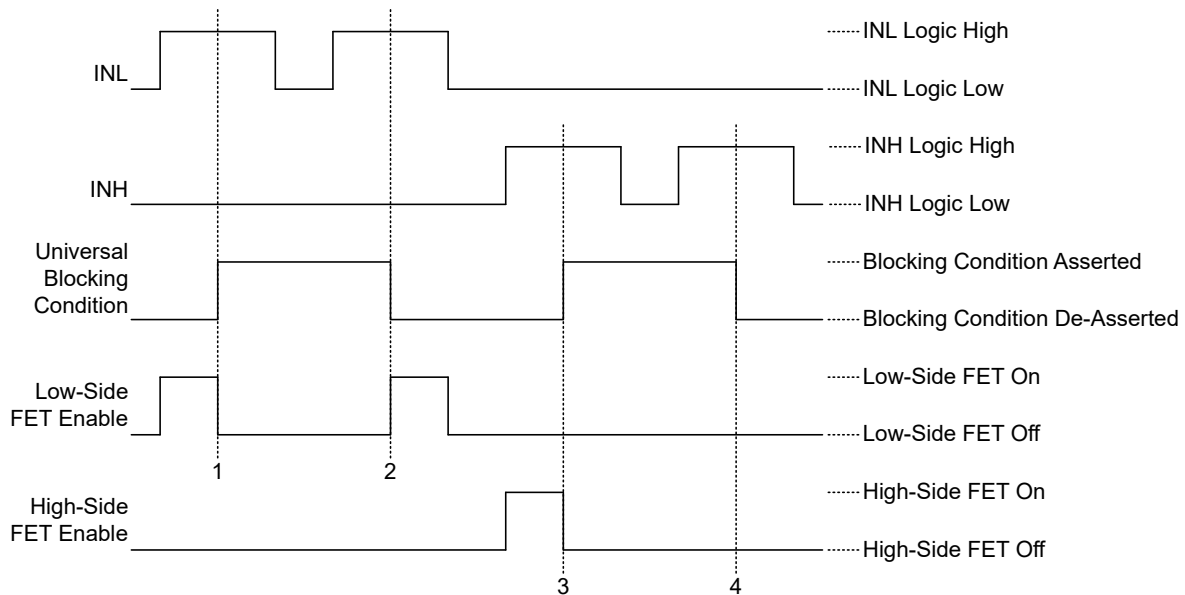 INL
INL Logic High
INL Logic Low
INH
INH Logic High
INH Logic Low
Universal
Blocking
Condition
Blocking Condition Asserted
Blocking Condition De-Asserted
Low-Side
FET Enable
Low-Side FET On
Low-Side FET Off
1
2
High-Side
FET Enable
High-Side FET On
High-Side FET Off
3
4